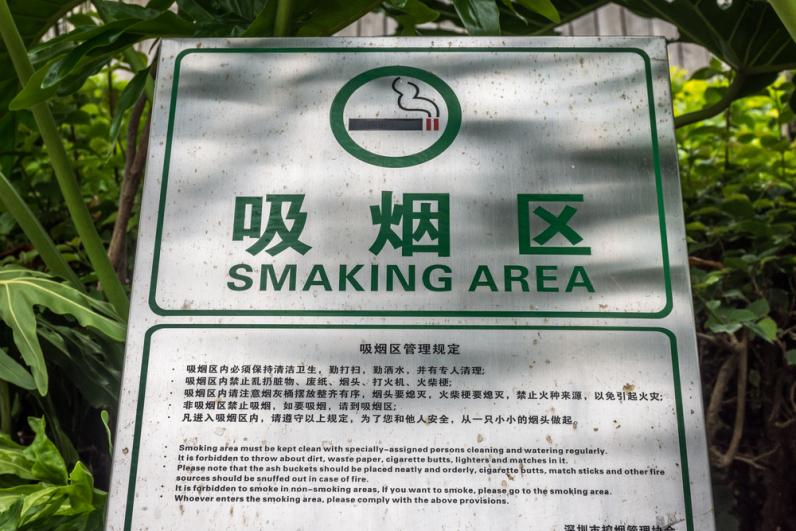 吸烟区
SMAKING AREA
吸烟区管理规定
· 吸烟区内必须保持清洁卫生，勤打扫，勤洒水，并有专人清理；
· 吸烟区内禁止乱扔脏物、废纸、烟头、打火机、火柴梗；
吸烟区内请注意烟灰桶摆放整齐有序，烟头要熄灭，火柴梗要熄灭，禁止火种来源，以免引起火灾；
· 非吸烟区禁止吸烟，如要吸烟，请到吸烟区；
· 凡进入吸烟区内，请遵守以上规定，为了您和他人安全，从一只小小的烟头做起。
Smoking area must be kept clean with specially-assigned persons cleaning and watering regularly.
It is forbidden to throw about dirt, waste paper, cigarette butts, lighters and matches in it.
· Please note that the ash buckets should be placed neatly and orderly, cigarette butts, match sticks and other fire
sources should be snuffed out in case of fire.
· It is forbidden to smoke in non-smoking areas, If you want to smoke, please go to the smoking area.
Whoever enters the smoking area, please comply with the above provisions.
深圳市控烟管理协会